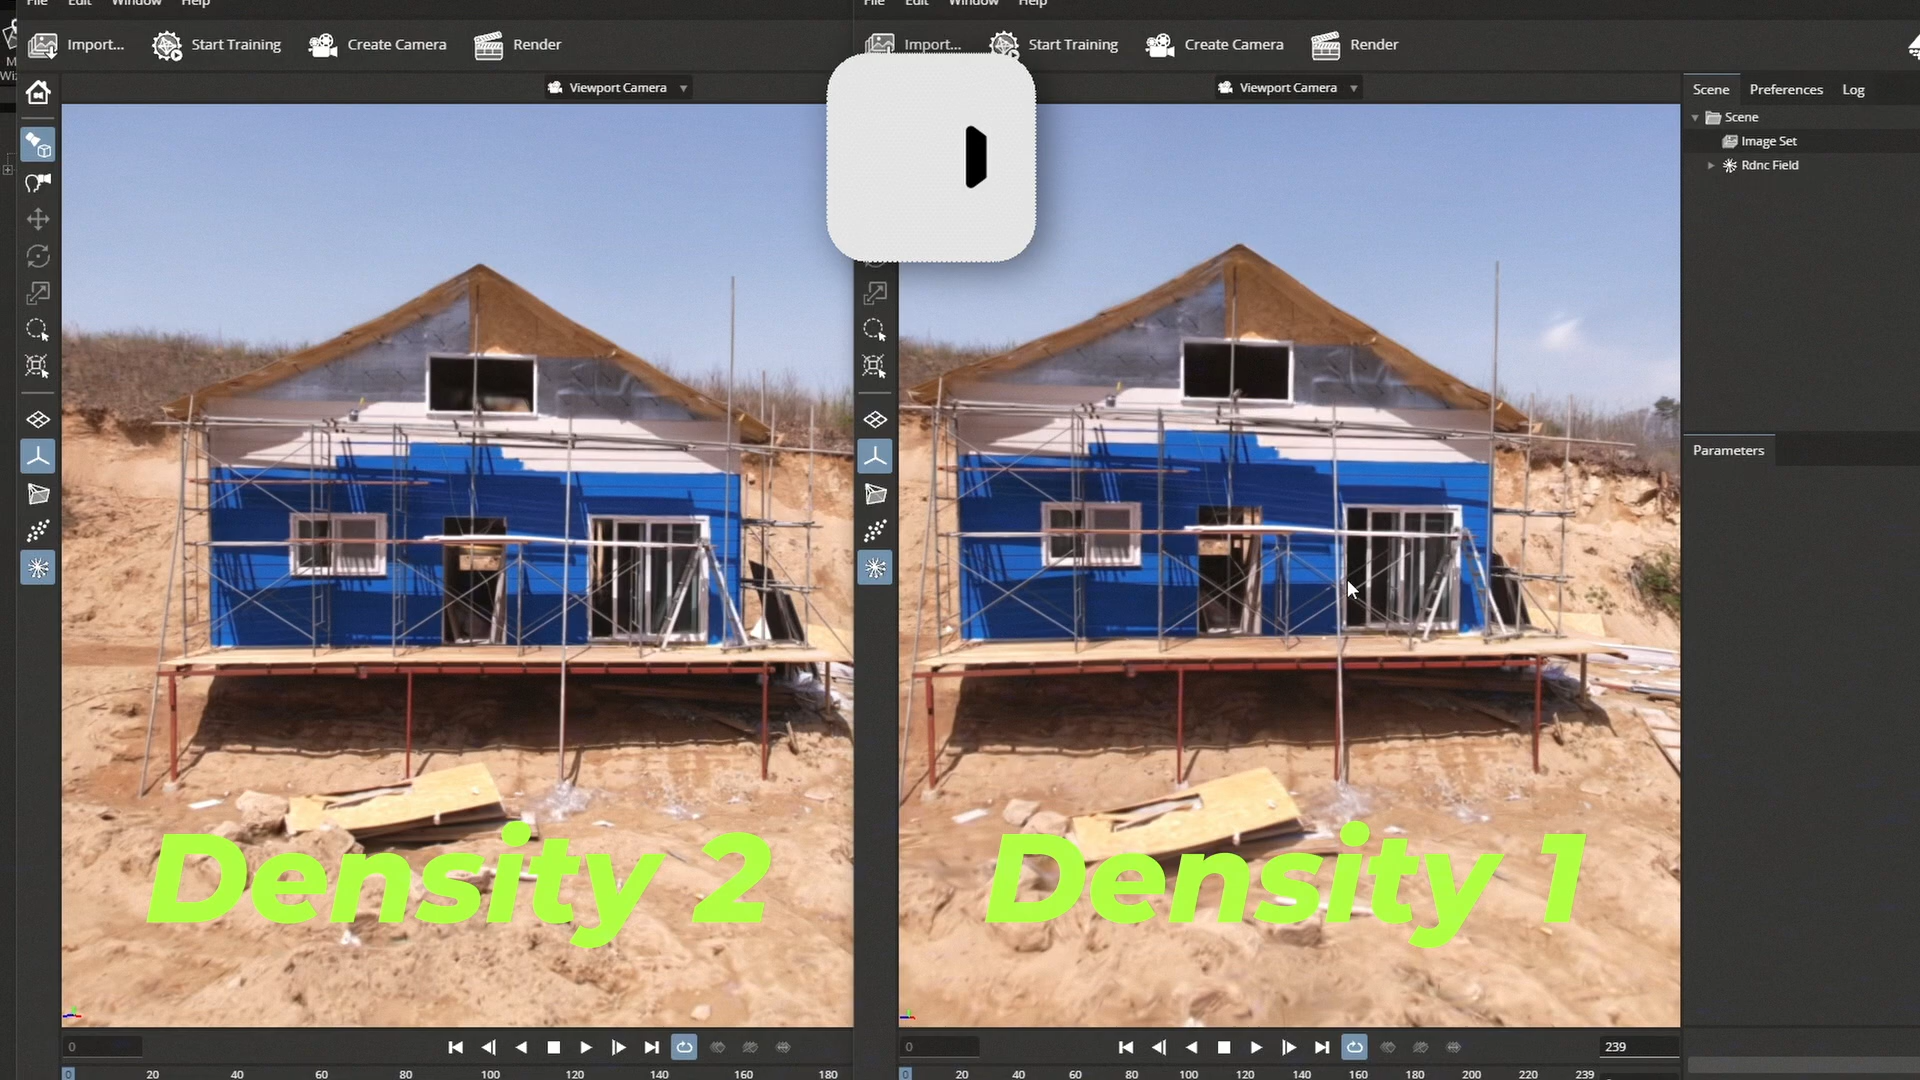 File Edit Window Help
File Edit Window Help
Import... Start Training Create Camera Render
Import... Start Training Create Camera Render
Viewport Camera
Viewport Camera
Scene Preferences Log
Scene
Image Set
Rdnc Field
Parameters
Density 2
Density 1
0
0
239
0 20 40 60 80 100 120 140 160 180
0 20 40 60 80 100 120 140 160 180 200 220 239